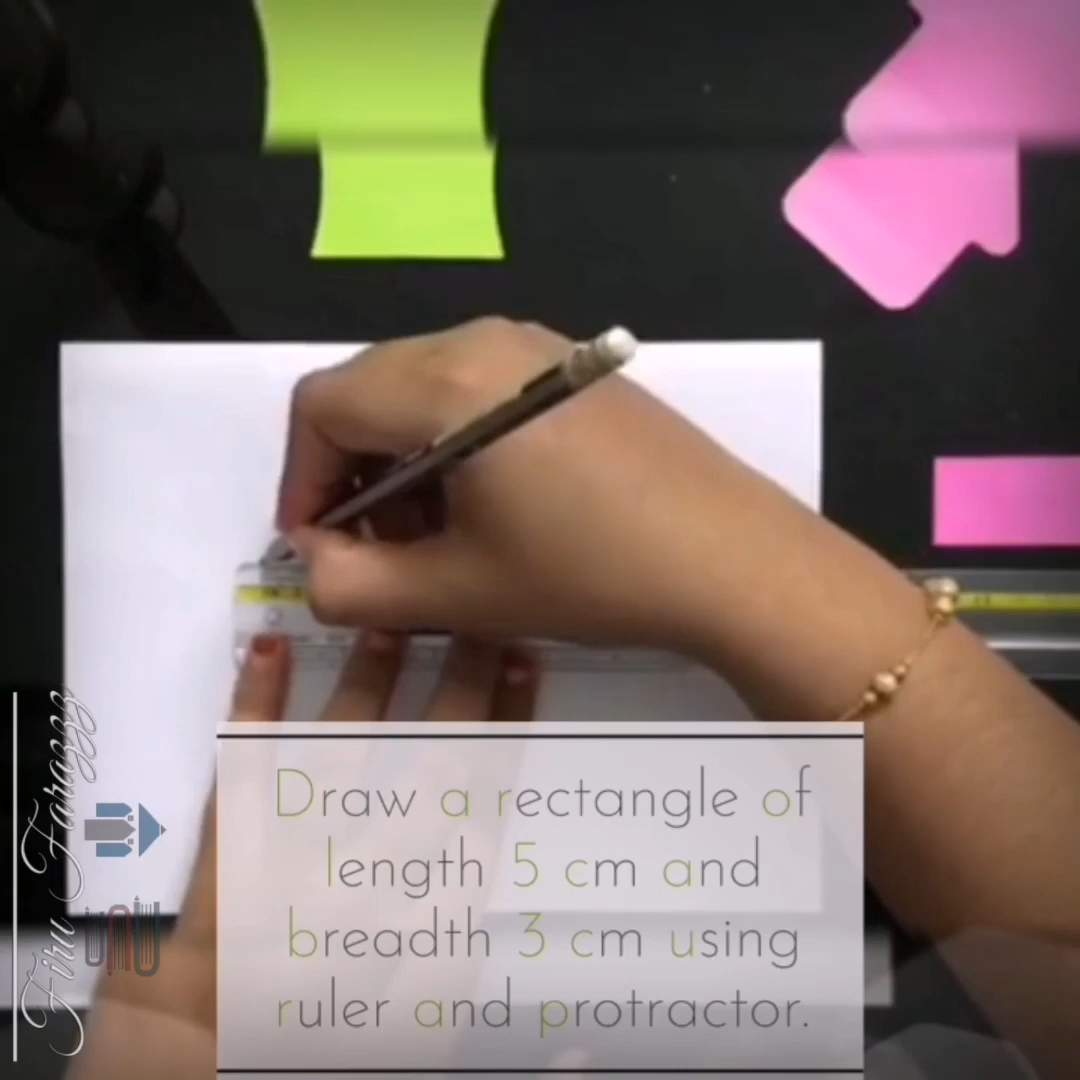 Draw a rectangle of
length 5 cm and
breadth 3 cm using
ruler and protractor.
Firu Farazzz